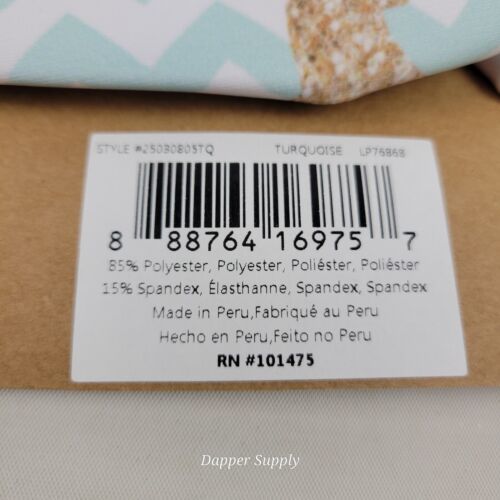 STYLE #25030805TQ TURQUOISE LP76868
8 88764 16975 7
85% Polyester, Polyester, Poliéster, Poliéster
15% Spandex, Élasthanne, Spandex, Spandex
Made in Peru,Fabriqué au Peru
Hecho en Peru,Feito no Peru
RN #101475
Dapper Supply